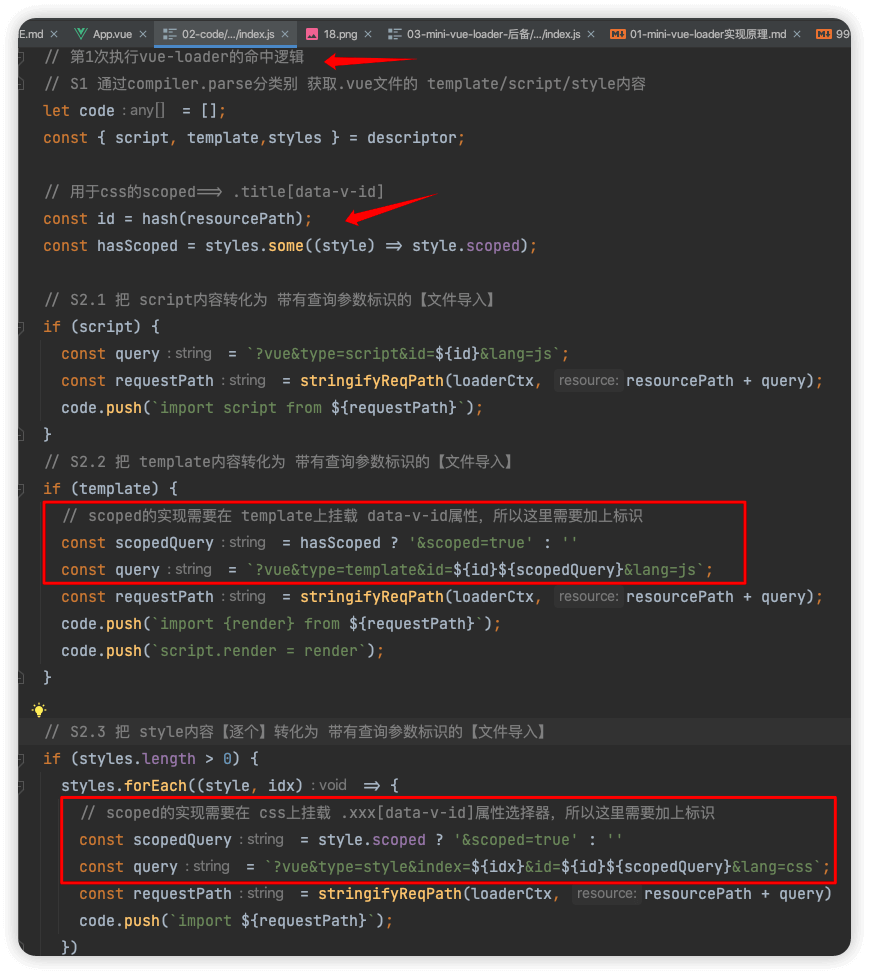 E.md × App.vue × 02-code/.../index.js × 18.png × 03-mini-vue-loader-后备/.../index.js × 01-mini-vue-loader实现原理.md × 99
// 第1次执行vue-loader的命中逻辑
// S1 通过compiler.parse分类别 获取.vue文件的 template/script/style内容
let code : any[] = [];
const { script, template,styles } = descriptor;
// 用于css的scoped==> .title[data-v-id]
const id = hash(resourcePath);
const hasScoped = styles.some((style) => style.scoped);
// S2.1 把 script内容转化为 带有查询参数标识的【文件导入】
if (script) {
const query : string = `?vue&type=script&id=${id}&lang=js`;
const requestPath : string = stringifyReqPath(loaderCtx, resource: resourcePath + query);
code.push(`import script from ${requestPath}`);
}
// S2.2 把 template内容转化为 带有查询参数标识的【文件导入】
if (template) {
// scoped的实现需要在 template上挂载 data-v-id属性，所以这里需要加上标识
const scopedQuery : string = hasScoped ? '&scoped=true' : ''
const query : string = `?vue&type=template&id=${id}${scopedQuery}&lang=js`;
const requestPath : string = stringifyReqPath(loaderCtx, resource: resourcePath + query);
code.push(`import {render} from ${requestPath}`);
code.push(`script.render = render`);
}
// S2.3 把 style内容【逐个】转化为 带有查询参数标识的【文件导入】
if (styles.length > 0) {
styles.forEach((style, idx) : void => {
// scoped的实现需要在 css上挂载 .xxx[data-v-id]属性选择器，所以这里需要加上标识
const scopedQuery : string = style.scoped ? '&scoped=true' : ''
const query : string = `?vue&type=style&index=${idx}&id=${id}${scopedQuery}&lang=css`;
const requestPath : string = stringifyReqPath(loaderCtx, resource: resourcePath + query)
code.push(`import ${requestPath}`);
})